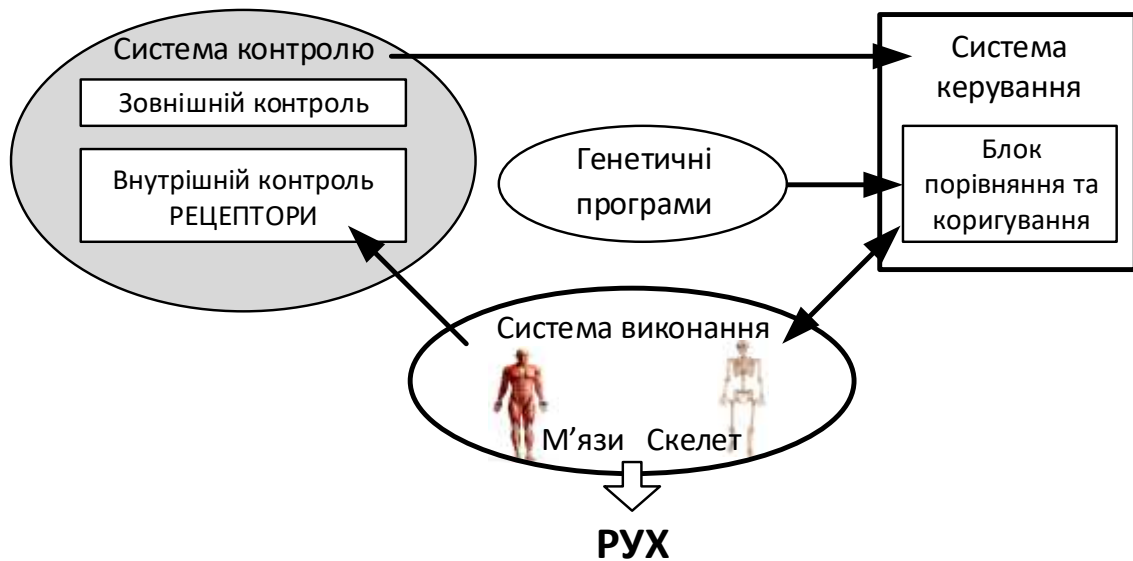 Система контролю
Зовнішній контроль
Внутрішній контроль
РЕЦЕПТОРИ
Генетичні
програми
Система
керування
Блок
порівняння та
коригування
Система виконання
М’язи Скелет
РУХ